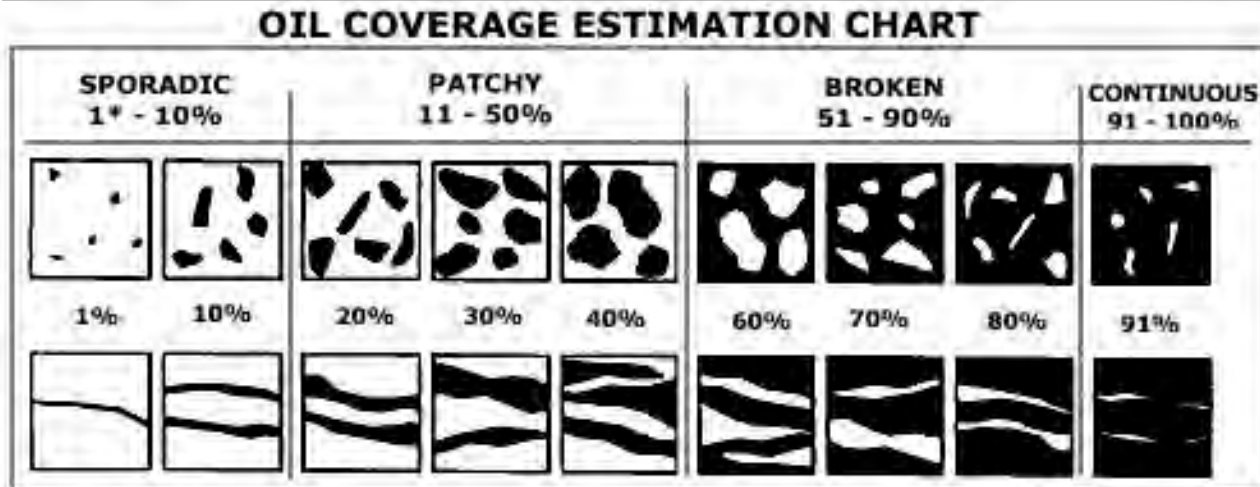 OIL COVERAGE ESTIMATION CHART
SPORADIC
1* - 10%
PATCHY
11 - 50%
BROKEN
51 - 90%
CONTINUOUS
91 - 100%
1% 10% 20% 30% 40% 60% 70% 80% 91%